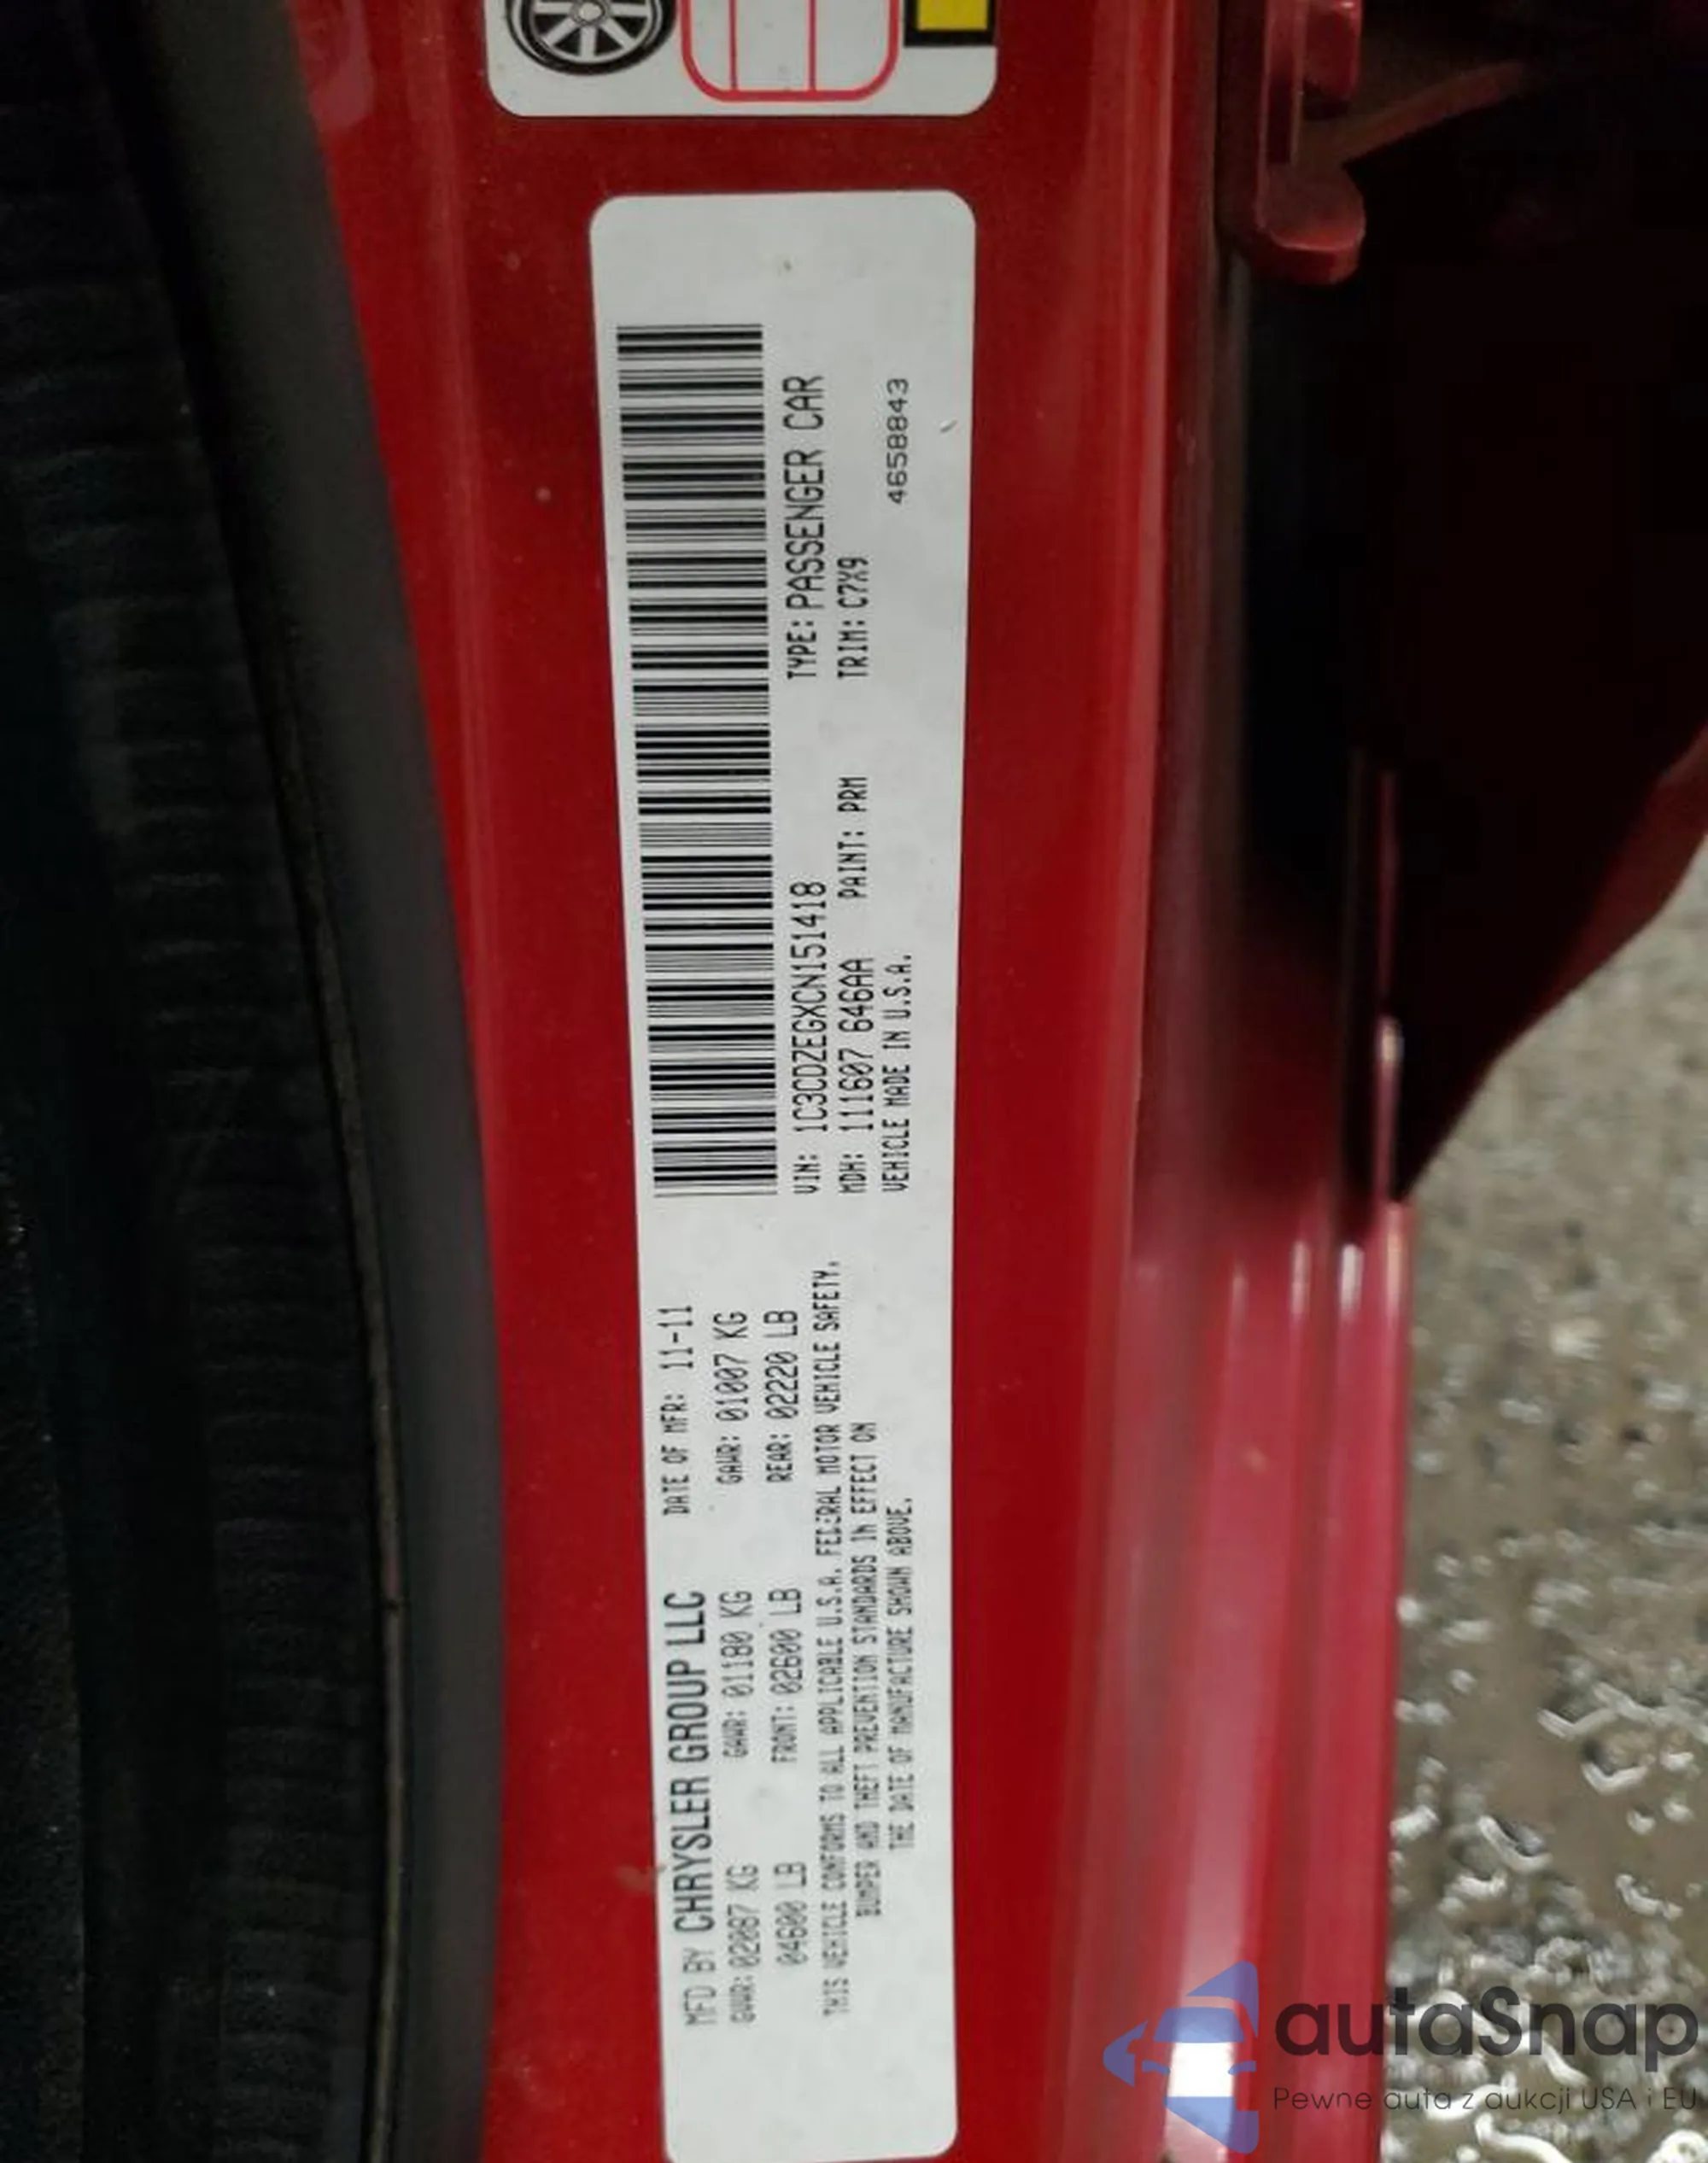 MFD BY CHRYSLER GROUP LLC DATE OF MFR: 11-11
GVWR: 02087 KG GAWR: 01180 KG GAWR: 01007 KG
04600 LB FRONT: 02600 LB REAR: 02220 LB
THIS VEHICLE CONFORMS TO ALL APPLICABLE U.S.A. FEDERAL MOTOR VEHICLE SAFETY,
BUMPER AND THEFT PREVENTION STANDARDS IN EFFECT ON
THE DATE OF MANUFACTURE SHOWN ABOVE.
VIN: 1C3CDZEGXCN151418 TYPE: PASSENGER CAR
MDH: 111607 646AA PAINT: PRM TRIM: C7X9
VEHICLE MADE IN U.S.A. 4658843
autaSnap
Pewne auta z aukcji USA i EU